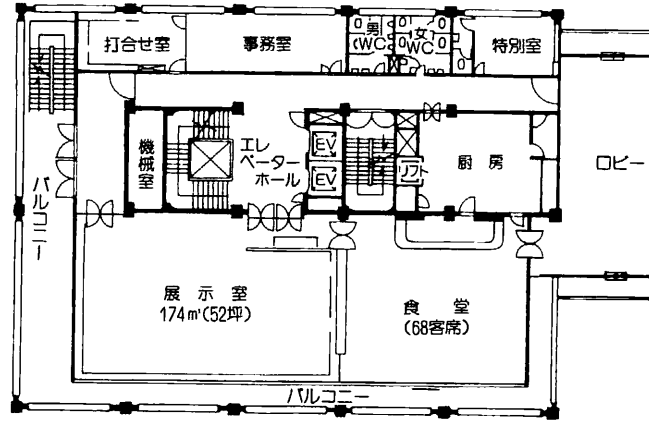 打合せ室
事務室
男
WC
女
WC
特別室
機械室
エレ
ベーター
ホール
EV
EV
リフト
厨房
ロビー
バルコニー
展示室
174㎡(52坪)
食堂
(68客席)
バルコニー